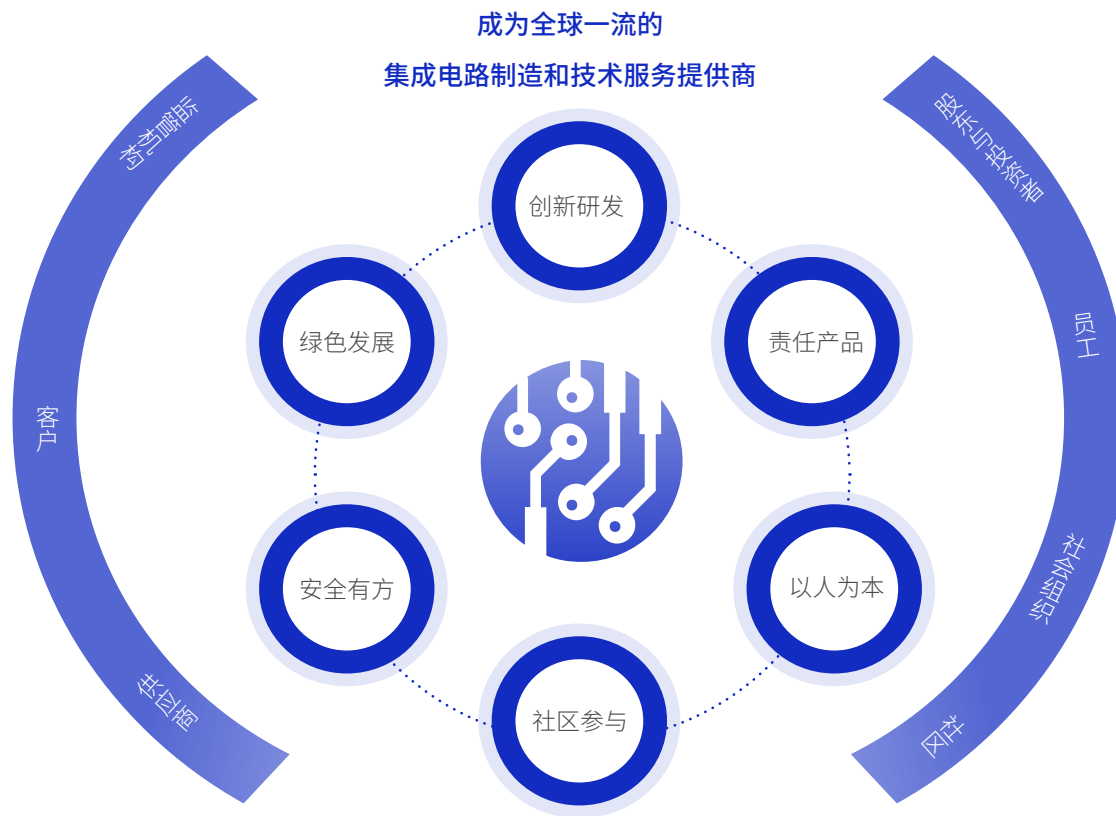 成为全球一流的
集成电路制造和技术服务提供商
监管机构
客户
供应商
创新研发
绿色发展
责任产品
安全有方
以人为本
社区参与
股东与投资者
员工
社会组织
社区